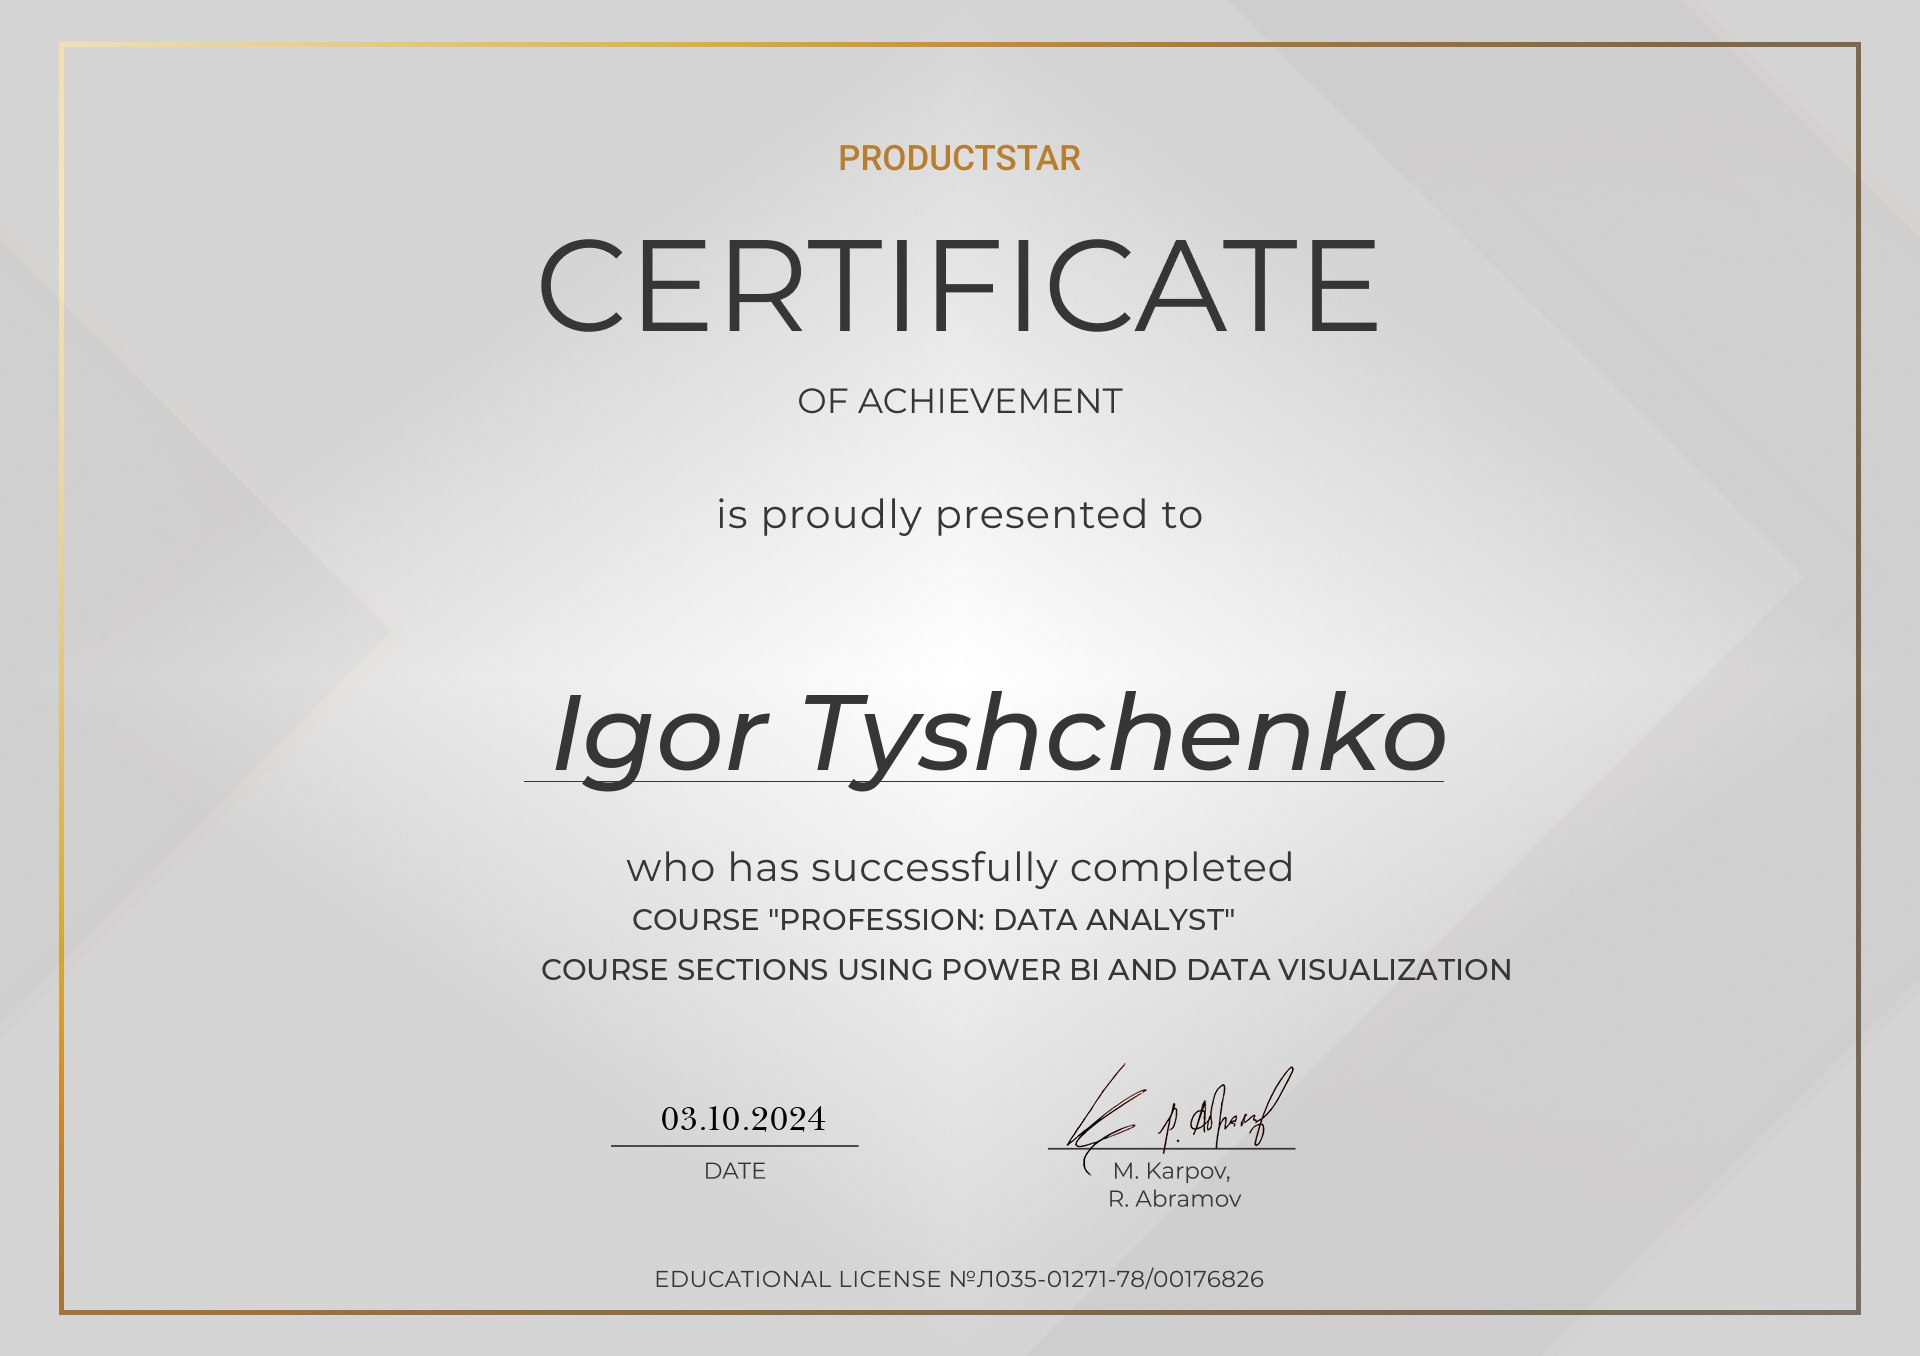 PRODUCTSTAR
CERTIFICATE
OF ACHIEVEMENT
is proudly presented to
Igor Tyshchenko
who has successfully completed
COURSE "PROFESSION: DATA ANALYST"
COURSE SECTIONS USING POWER BI AND DATA VISUALIZATION
03.10.2024
DATE
Р. Абрамов
M. Karpov,
R. Abramov
EDUCATIONAL LICENSE №Л035-01271-78/00176826